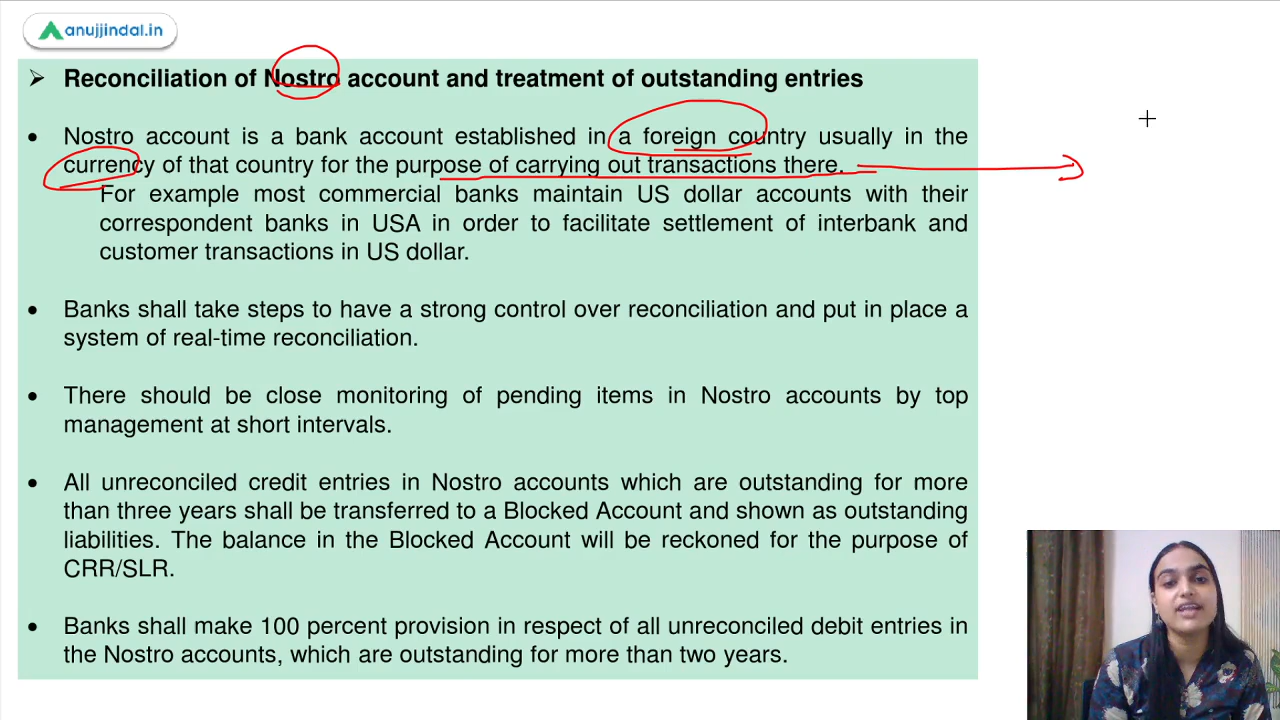 anujjindal.in
➢ Reconciliation of Nostro account and treatment of outstanding entries
• Nostro account is a bank account established in a foreign country usually in the
currency of that country for the purpose of carrying out transactions there.
For example most commercial banks maintain US dollar accounts with their
correspondent banks in USA in order to facilitate settlement of interbank and
customer transactions in US dollar.
• Banks shall take steps to have a strong control over reconciliation and put in place a
system of real-time reconciliation.
• There should be close monitoring of pending items in Nostro accounts by top
management at short intervals.
• All unreconciled credit entries in Nostro accounts which are outstanding for more
than three years shall be transferred to a Blocked Account and shown as outstanding
liabilities. The balance in the Blocked Account will be reckoned for the purpose of
CRR/SLR.
• Banks shall make 100 percent provision in respect of all unreconciled debit entries in
the Nostro accounts, which are outstanding for more than two years.